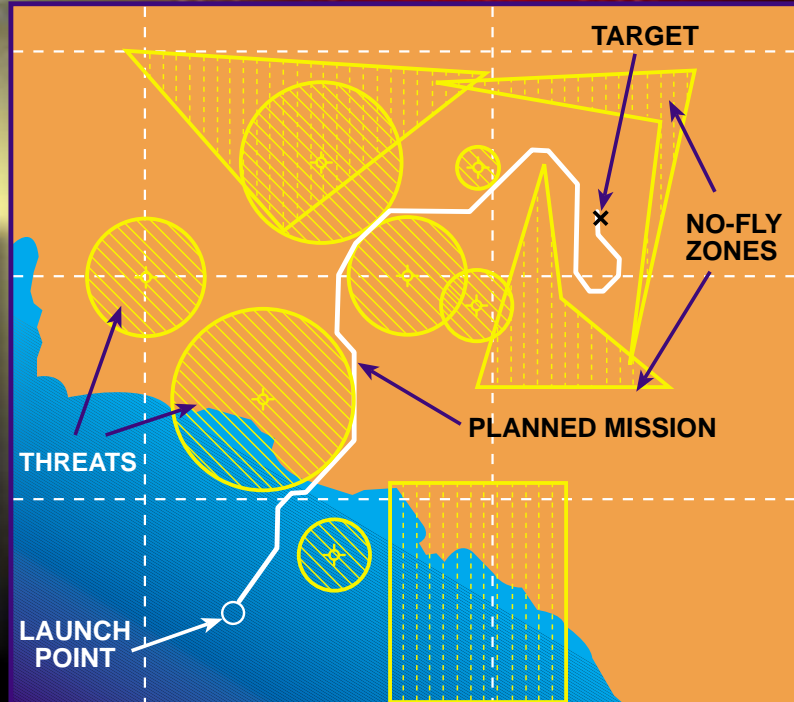 TARGET
NO-FLY
ZONES
PLANNED MISSION
THREATS
LAUNCH
POINT